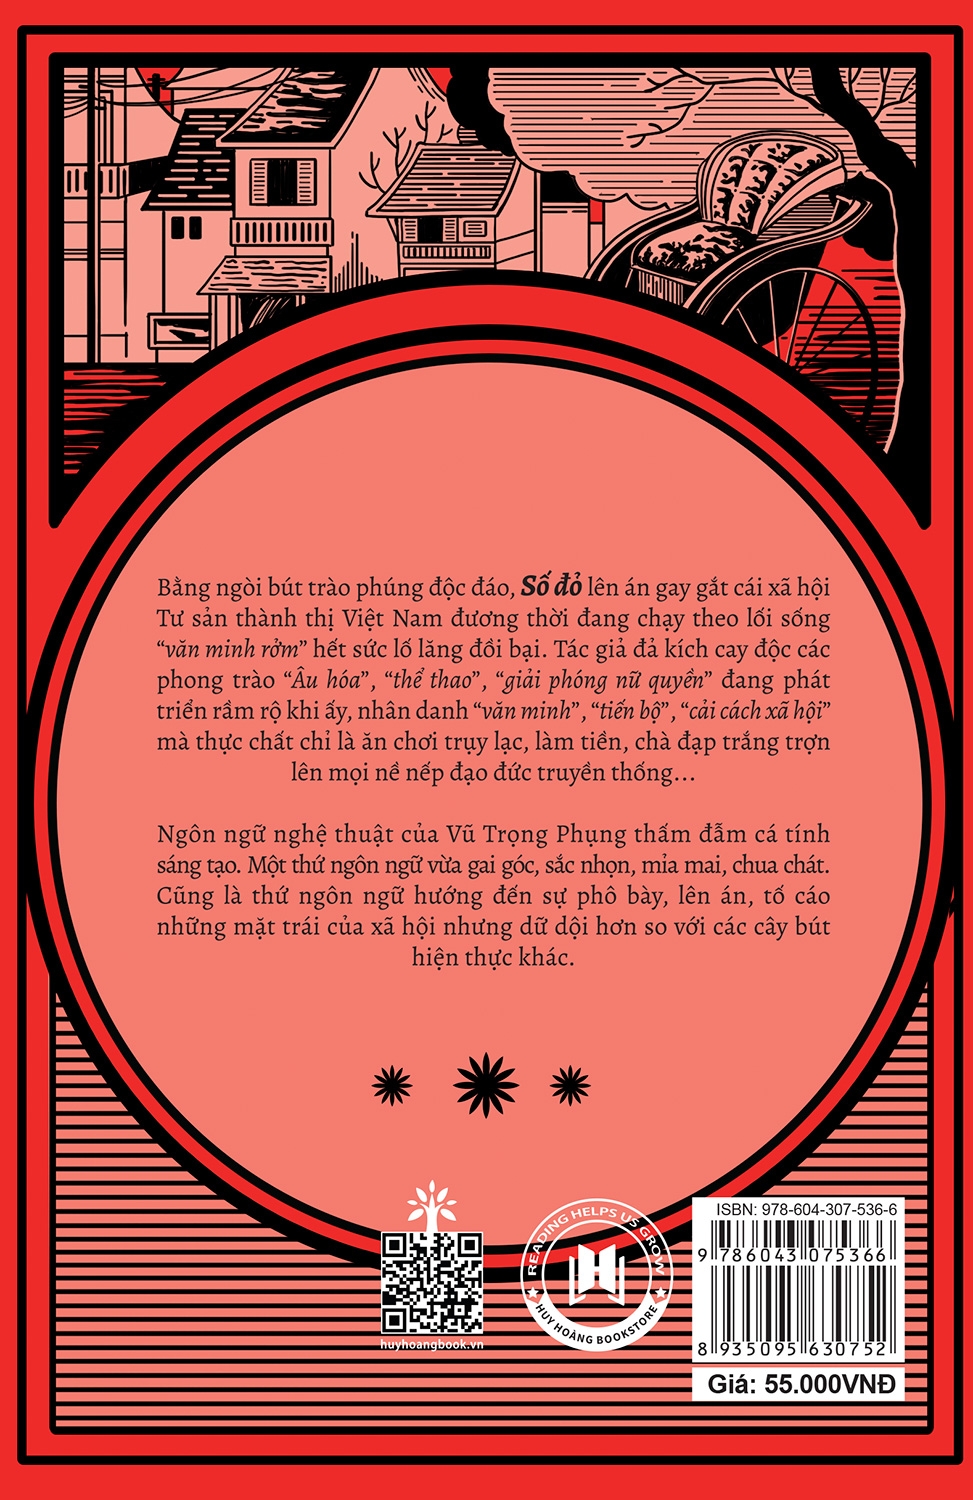 Bằng ngòi bút trào phúng độc đáo, Số đỏ lên án gay gắt cái xã hội
Tư sản thành thị Việt Nam đương thời đang chạy theo lối sống
“văn minh rởm” hết sức lố lăng đồi bại. Tác giả đả kích cay độc các
phong trào “Âu hóa”, “thể thao”, “giải phóng nữ quyền” đang phát
triển rầm rộ khi ấy, nhân danh “văn minh”, “tiến bộ”, “cải cách xã hội”
mà thực chất chỉ là ăn chơi trụy lạc, làm tiền, chà đạp trắng trợn
lên mọi nề nếp đạo đức truyền thống...
Ngôn ngữ nghệ thuật của Vũ Trọng Phụng thấm đẫm cá tính
sáng tạo. Một thứ ngôn ngữ vừa gai góc, sắc nhọn, mỉa mai, chua chát.
Cũng là thứ ngôn ngữ hướng đến sự phô bày, lên án, tố cáo
những mặt trái của xã hội nhưng dữ dội hơn so với các cây bút
hiện thực khác.
huyhoangbook.vn
READING HELPS US GROW
HUY HOÀNG BOOKSTORE
ISBN: 978-604-307-536-6
9 786043 075366
8 935095 630752
Giá: 55.000VNĐ